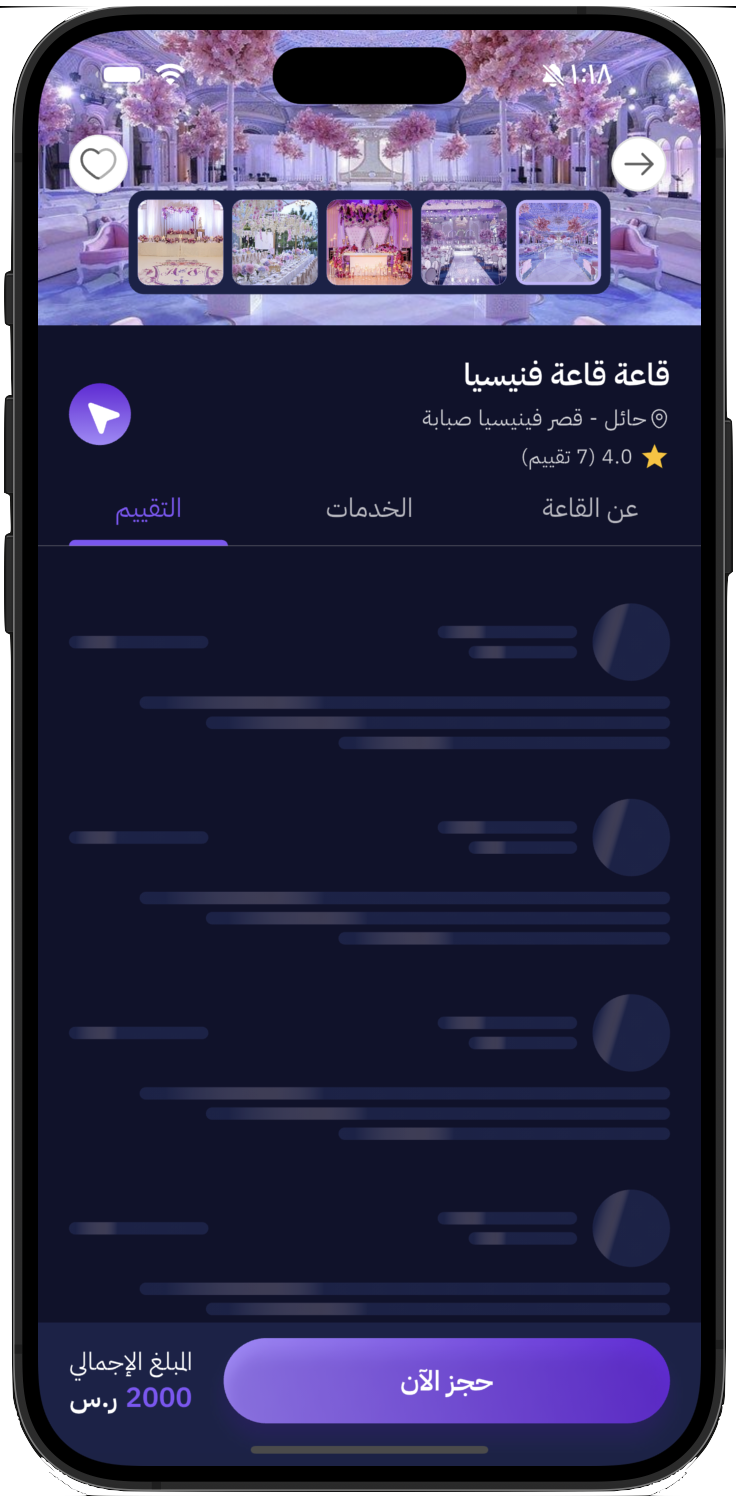 ١:١٨
قاعة قاعة فنيسيا
حائل - قصر فينيسيا صبابة
4.0 (7 تقييم)
عن القاعة
الخدمات
التقييم
حجز الآن
المبلغ الإجمالي
2000 ر.س